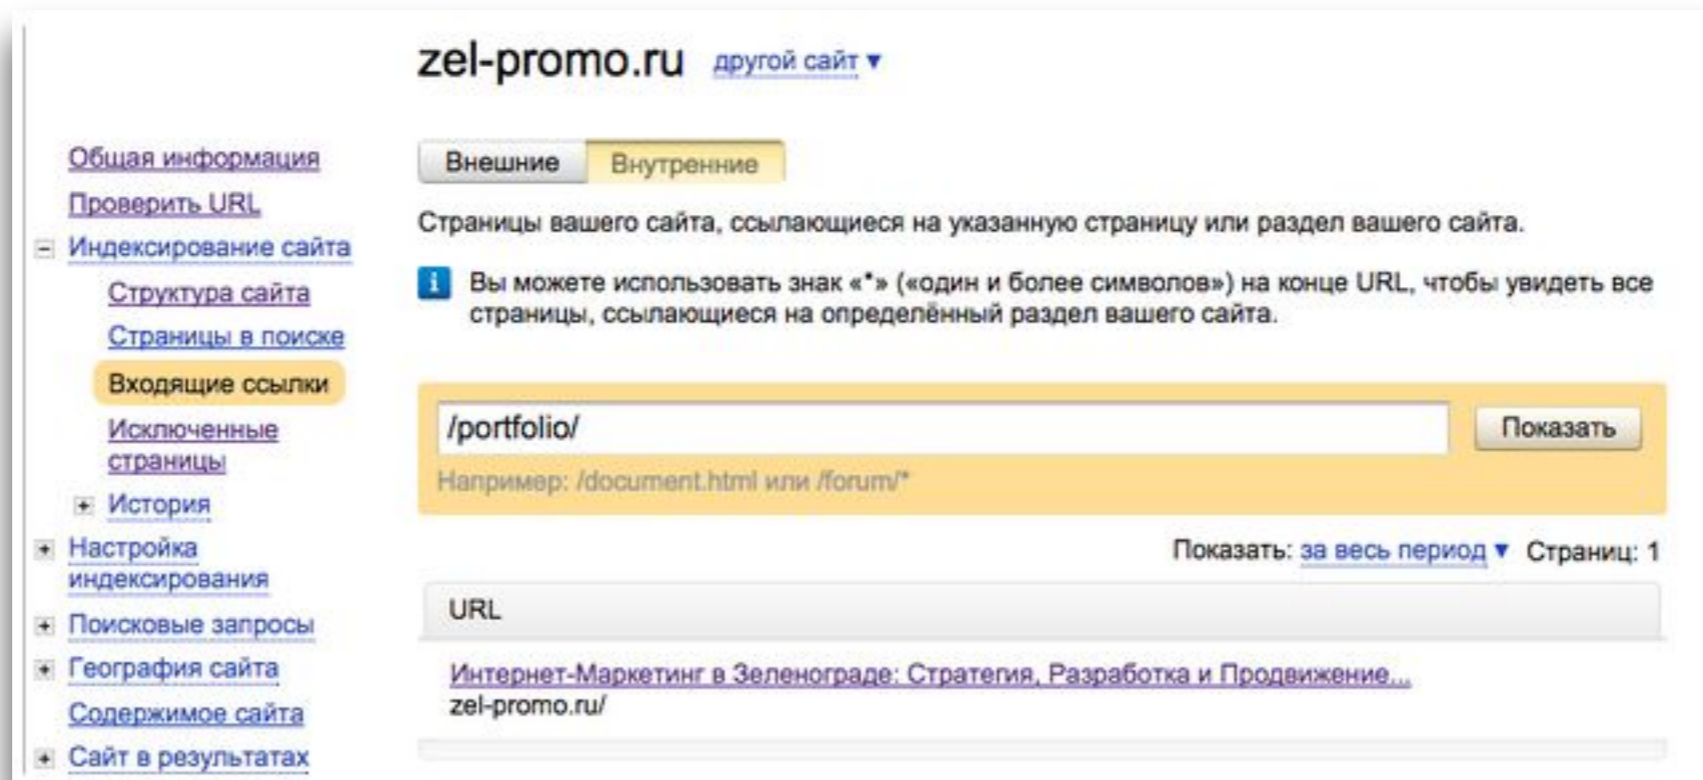 zel-promo.ru другой сайт ▼
Общая информация
Проверить URL
Индексирование сайта
Структура сайта
Страницы в поиске
Входящие ссылки
Исключенные
страницы
История
Настройка
индексирования
Поисковые запросы
География сайта
Содержимое сайта
Сайт в результатах
Внешние Внутренние
Страницы вашего сайта, ссылающиеся на указанную страницу или раздел вашего сайта.
Вы можете использовать знак «*» («один и более символов») на конце URL, чтобы увидеть все
страницы, ссылающиеся на определённый раздел вашего сайта.
/portfolio/ Показать
Например: /document.html или /forum/*
Показать: за весь период ▼ Страниц: 1
URL
Интернет-Маркетинг в Зеленограде: Стратегия, Разработка и Продвижение...
zel-promo.ru/